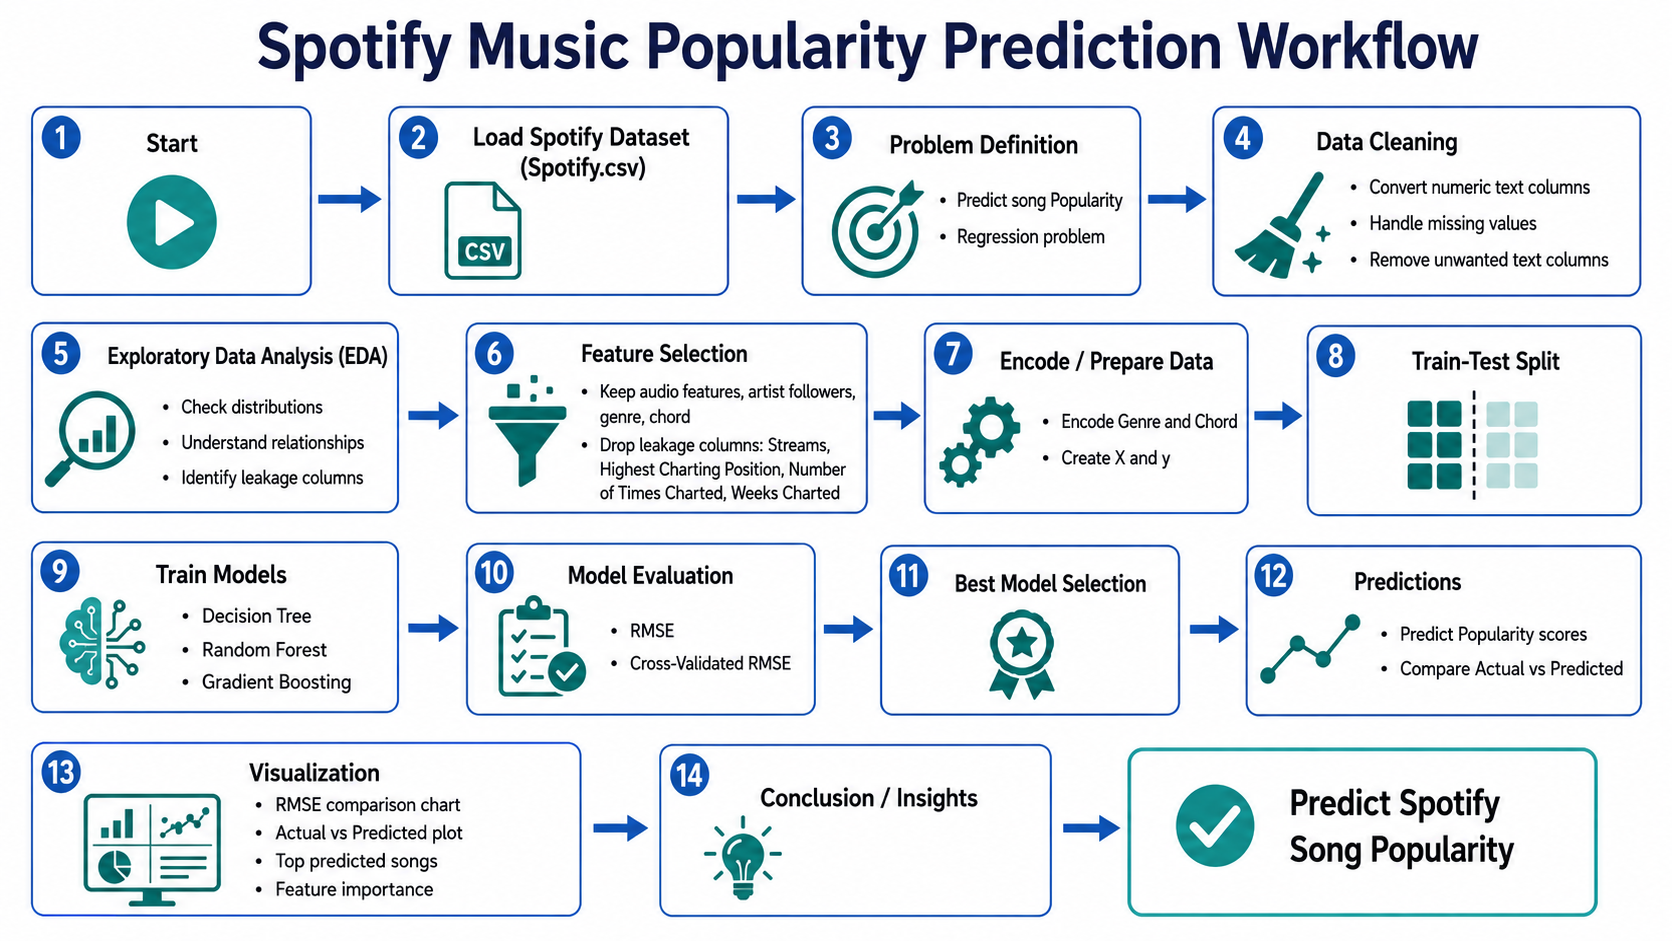 Spotify Music Popularity Prediction Workflow
1
Start
2
Load Spotify Dataset
(Spotify.csv)
CSV
3
Problem Definition
• Predict song Popularity
• Regression problem
4
Data Cleaning
• Convert numeric text columns
• Handle missing values
• Remove unwanted text columns
5
Exploratory Data Analysis (EDA)
• Check distributions
• Understand relationships
• Identify leakage columns
6
Feature Selection
• Keep audio features, artist followers,
genre, chord
• Drop leakage columns: Streams,
Highest Charting Position, Number
of Times Charted, Weeks Charted
7
Encode / Prepare Data
• Encode Genre and Chord
• Create X and y
8
Train-Test Split
9
Train Models
• Decision Tree
• Random Forest
• Gradient Boosting
10
Model Evaluation
• RMSE
• Cross-Validated RMSE
11
Best Model Selection
12
Predictions
• Predict Popularity scores
• Compare Actual vs Predicted
13
Visualization
• RMSE comparison chart
• Actual vs Predicted plot
• Top predicted songs
• Feature importance
14
Conclusion / Insights
Predict Spotify
Song Popularity